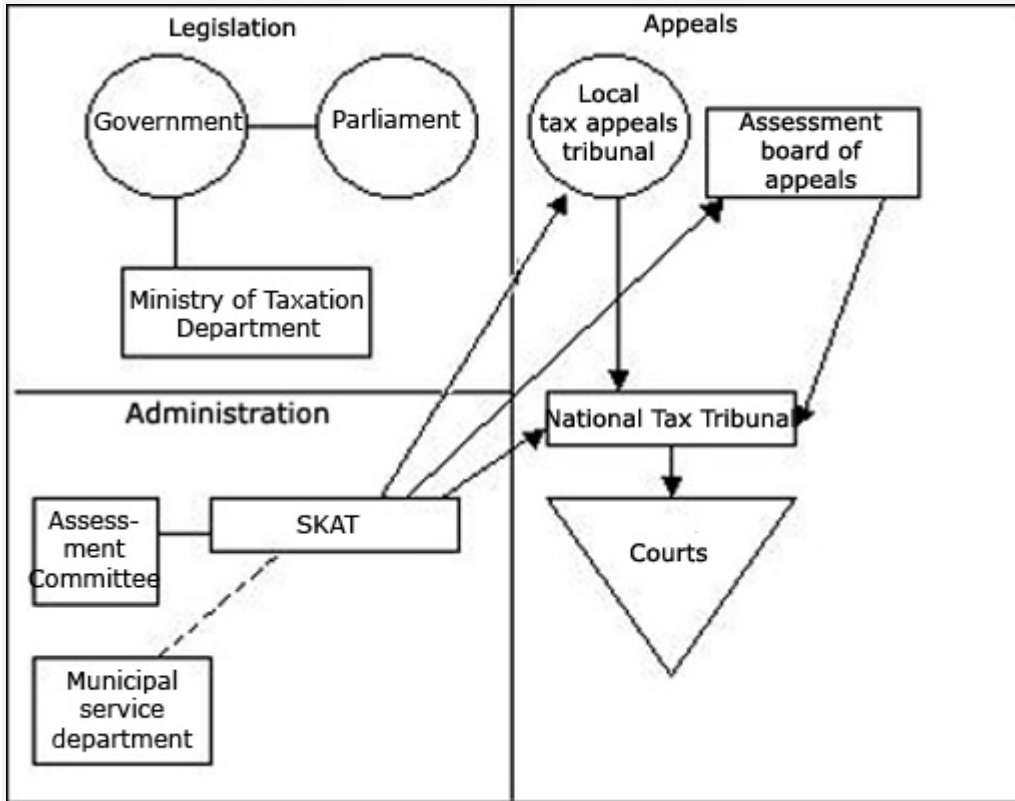 Legislation
Government
Parliament
Ministry of Taxation
Department
Administration
Assess-
ment
Committee
SKAT
Municipal
service
department
Appeals
Local
tax appeals
tribunal
Assessment
board of
appeals
National Tax Tribunal
Courts